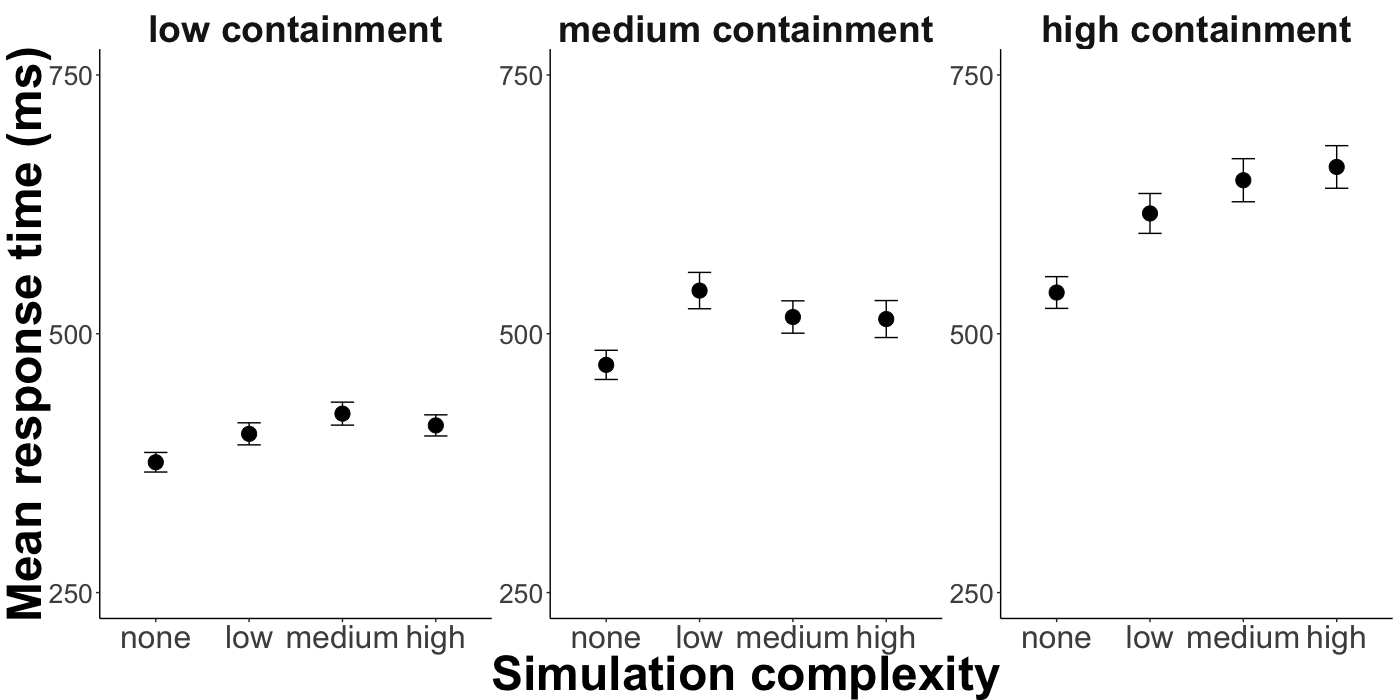 low containment medium containment high containment
Mean response time (ms)
750 750 750
500 500 500
250 250 250
none low medium high none low medium high none low medium high
Simulation complexity